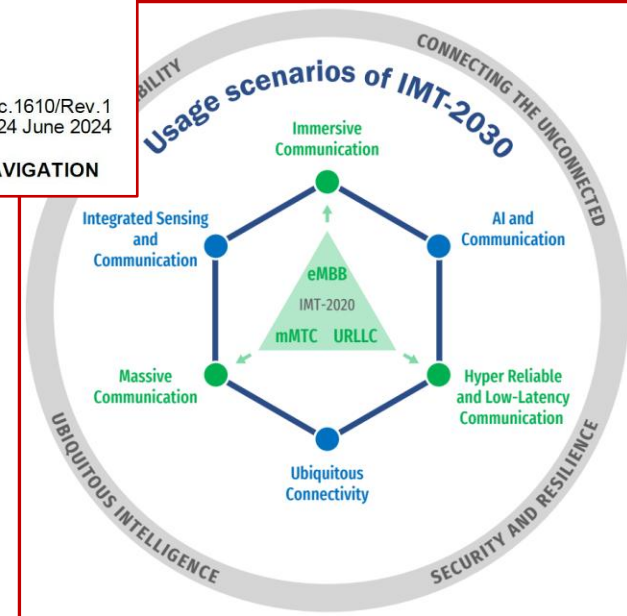 c.1610/Rev.1
24 June 2024
AVIGATION
BILITY
CONNECTING THE UNCONNECTED
Usage scenarios of IMT-2030
Immersive
Communication
Integrated Sensing
and
Communication
AI and
Communication
eMBB
IMT-2020
mMTC URLLC
Massive
Communication
Hyper Reliable
and Low-Latency
Communication
Ubiquitous
Connectivity
UBIQUITOUS INTELLIGENCE
SECURITY AND RESILIENCE